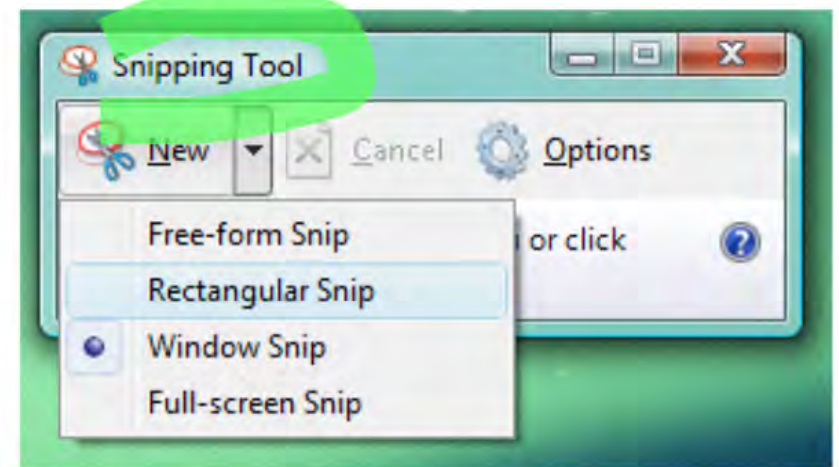 Snipping Tool
New Cancel Options
Free-form Snip
or click
Rectangular Snip
Window Snip
Full-screen Snip